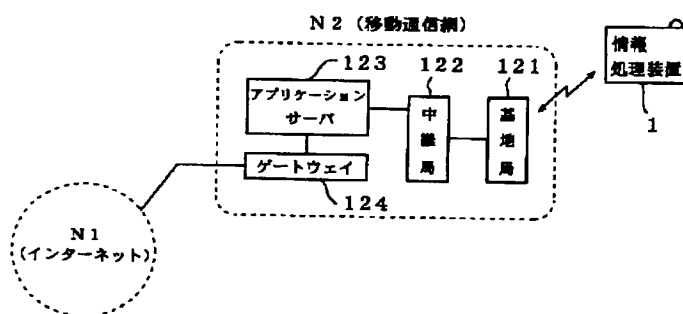 N2(移動通信網)
123
122
121
アプリケーション
サーバ
中継局
基地局
情報
処理装置
1
ゲートウェイ
124
N1
(インターネット)